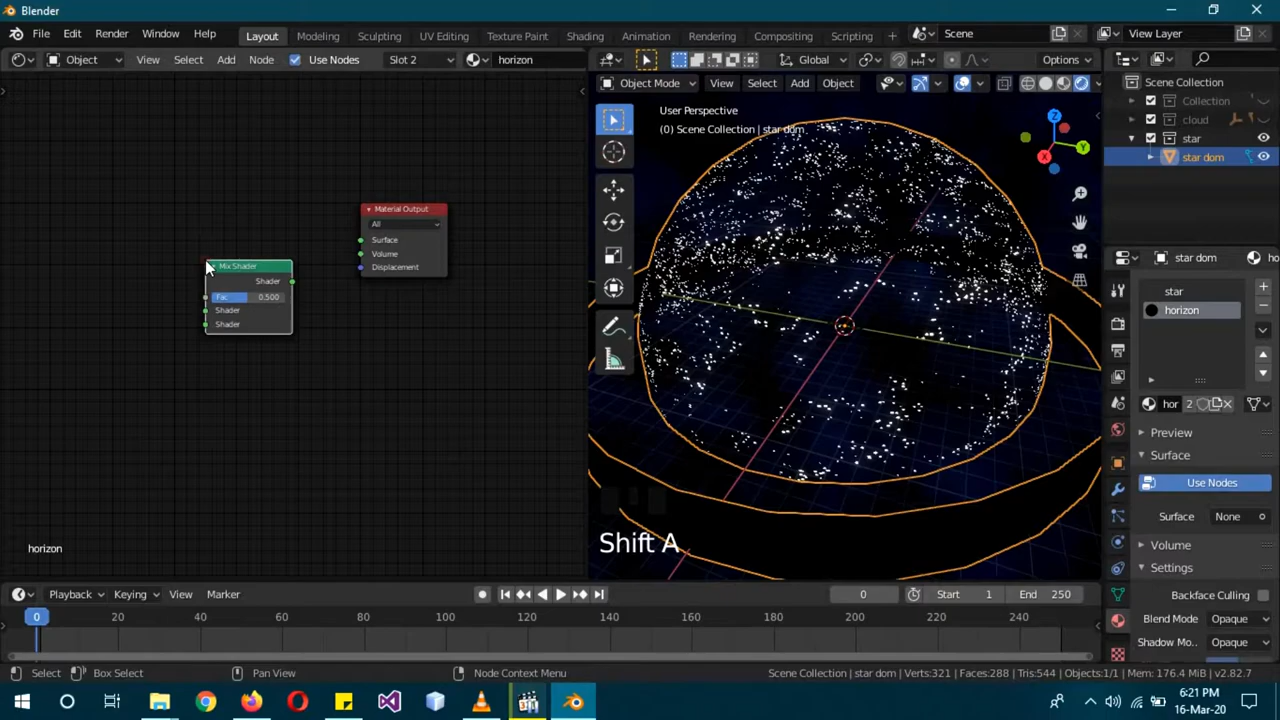 Blender
File Edit Render Window Help
Layout Modeling Sculpting UV Editing Texture Paint Shading Animation Rendering Compositing Scripting
Scene
View Layer
Object View Select Add Node Use Nodes Slot 2 horizon
Global
Options
Object Mode View Select Add Object
User Perspective
(0) Scene Collection | star dom
Z
Y
X
Scene Collection
Collection
cloud
star
star dom
Material Output
All
Surface
Volume
Displacement
Mix Shader
Shader
Fac 0.500
Shader
Shader
Shift A
horizon
star dom
ho
star
horizon
hor 2
Preview
Surface
Use Nodes
Surface None
Volume
Settings
Backface Culling
Blend Mode Opaque
Shadow Mo.. Opaque
Playback Keying View Marker
0 Start 1 End 250
0 20 40 60 80 100 120 140 160 180 200 220 240
Select Box Select Pan View Node Context Menu
Scene Collection | star dom | Verts:321 | Faces:288 | Tris:544 | Objects:1/1 | Mem: 176.4 MiB | v2.82.7
6:21 PM
16-Mar-20